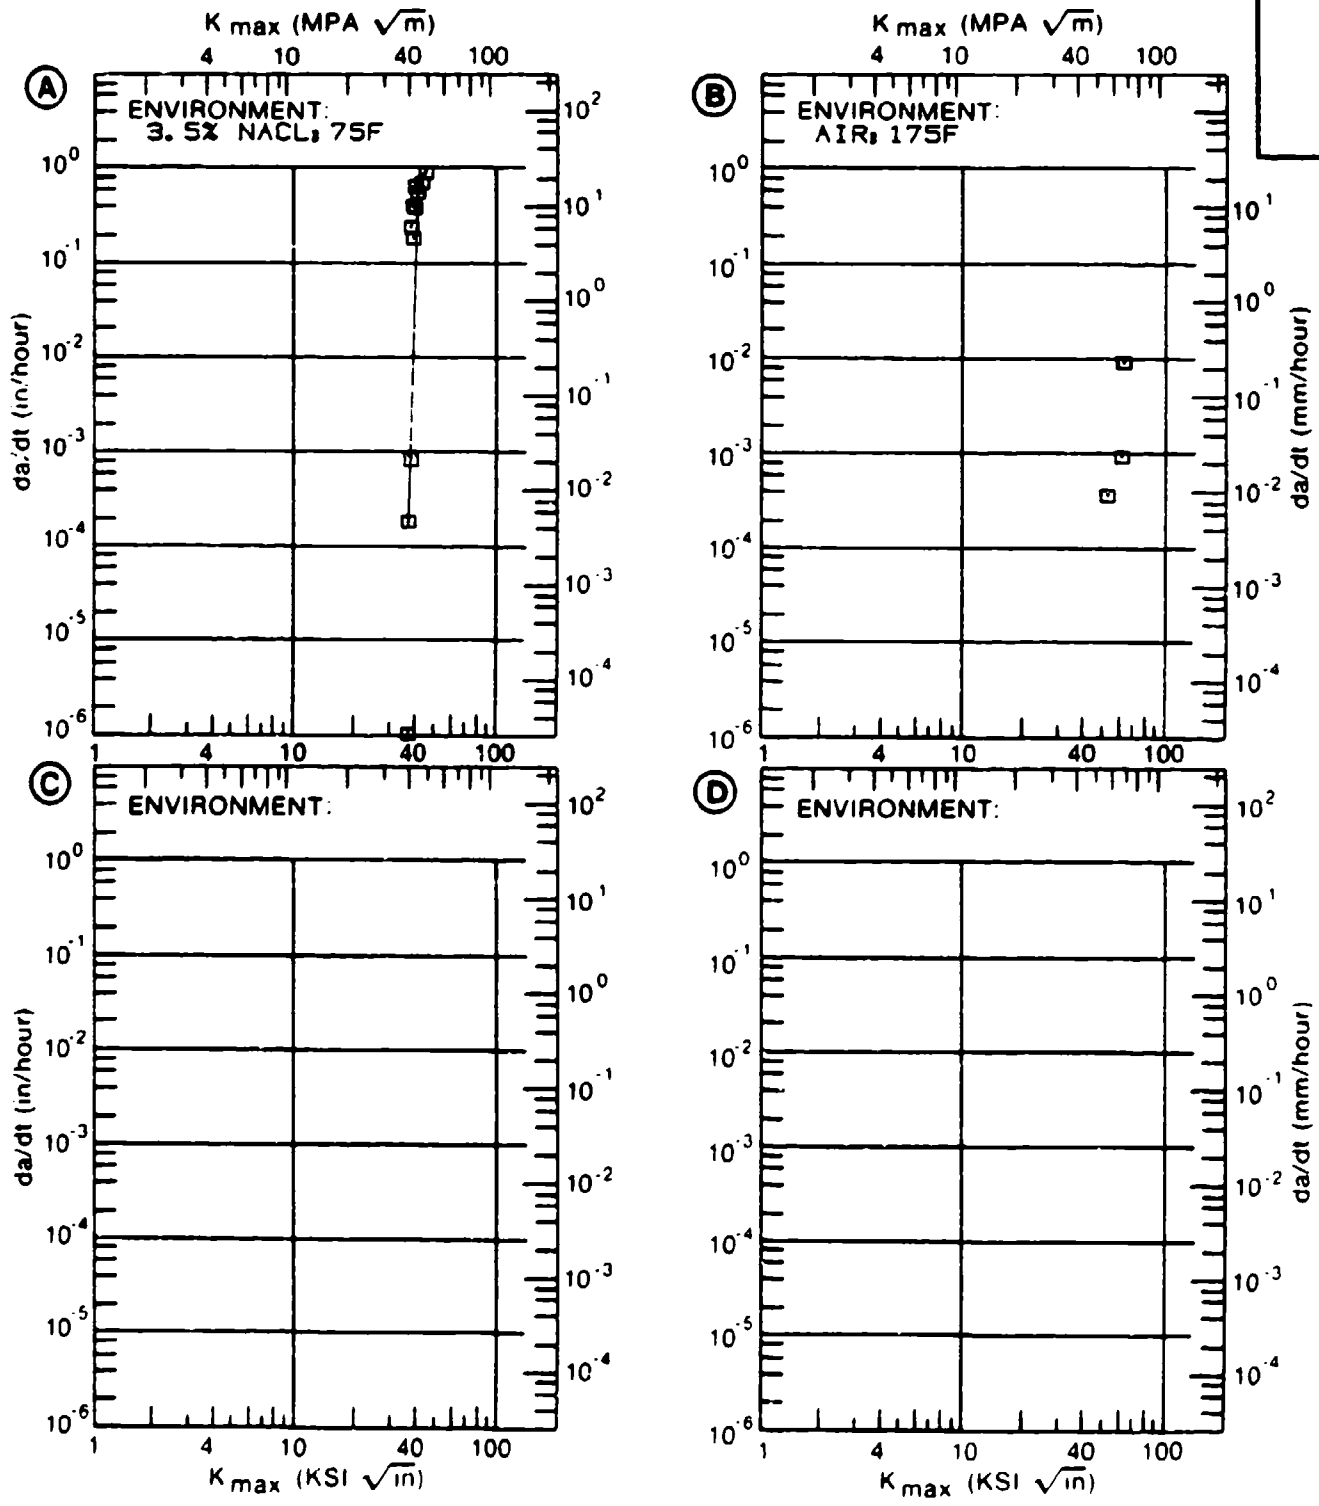 K max (MPA √m) K max (MPA √m)
4 10 40 100 4 10 40 100
A B
ENVIRONMENT: ENVIRONMENT:
3.5% NACL; 75F AIR; 175F
10^2
10^0 10^0
10^1 10^1
10^-1 10^-1
10^0 10^0
10^-2 10^-2
10^-1 10^-1
10^-3 10^-3
10^-2 10^-2
10^-4 10^-4
10^-3 10^-3
10^-5 10^-5
10^-4 10^-4
10^-6 10^-6
da/dt (in/hour) da/dt (mm/hour)
1 4 10 40 100 1 4 10 40 100
C D
ENVIRONMENT: ENVIRONMENT:
10^2 10^2
10^0 10^0
10^1 10^1
10^-1 10^-1
10^0 10^0
10^-2 10^-2
10^-1 10^-1
10^-3 10^-3
10^-2 10^-2
10^-4 10^-4
10^-3 10^-3
10^-5 10^-5
10^-4 10^-4
10^-6 10^-6
da/dt (in/hour) da/dt (mm/hour)
1 4 10 40 100 1 4 10 40 100
K max (KSI √in) K max (KSI √in)